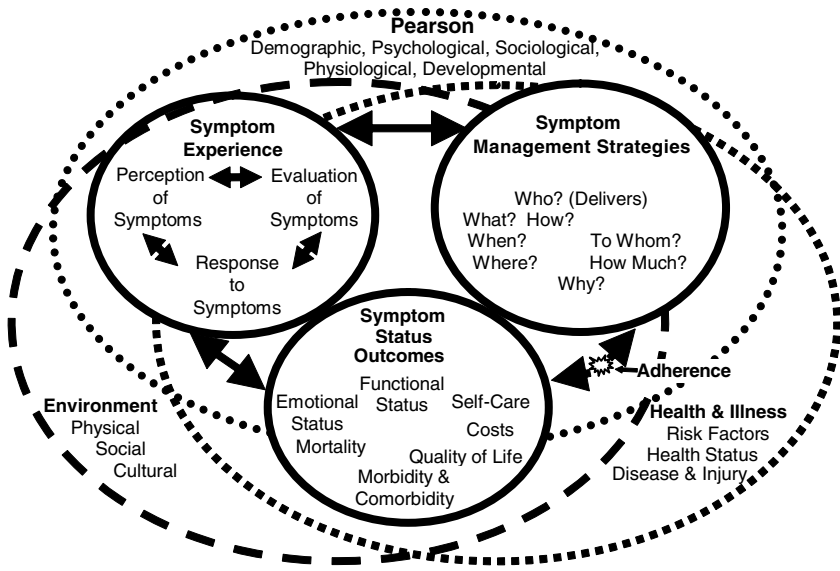 Pearson
Demographic, Psychological, Sociological,
Physiological, Developmental
Symptom
Experience
Perception
of
Symptoms
Evaluation
of
Symptoms
Response
to
Symptoms
Symptom
Management Strategies
Who? (Delivers)
What? How?
When?
To Whom?
Where?
How Much?
Why?
Symptom
Status
Outcomes
Functional
Status
Emotional
Status
Mortality
Self-Care
Costs
Quality of Life
Morbidity &
Comorbidity
Adherence
Environment
Physical
Social
Cultural
Health & Illness
Risk Factors
Health Status
Disease & Injury